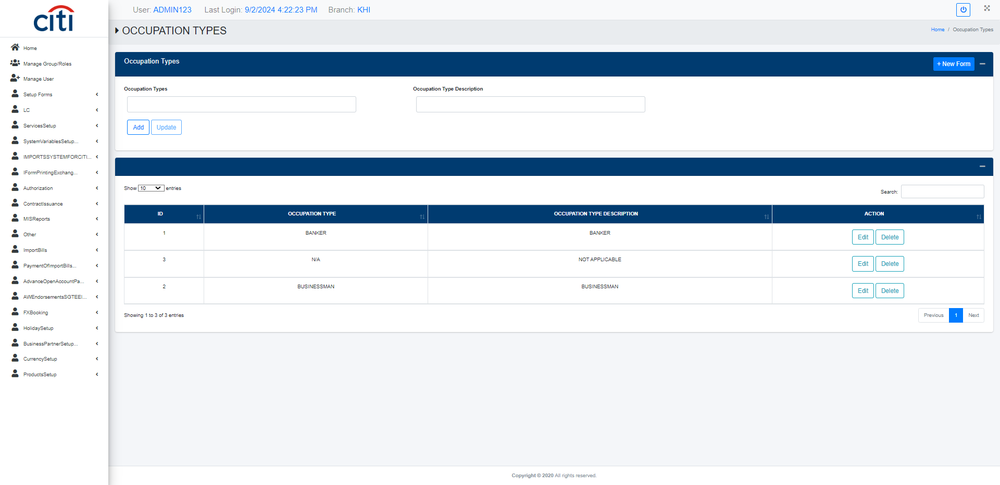 citi
User: ADMIN123 Last Login: 9/2/2024 4:22:23 PM Branch: KHI
OCCUPATION TYPES
Home / Occupation Types
Home
Manage Group/Roles
Manage User
Setup Forms
LC
ServicesSetup
SystemVariablesSetup...
IMPORTSSYSTEMFORCITI...
IFormPrintingExchang...
Authorization
ContractIssuance
MISReports
Other
ImportBills
PaymentOfImportBills...
AdvanceOpenAccountPa...
AWEndorsementsSGTEEI...
FXBooking
HolidaySetup
BusinessPartnerSetup...
CurrencySetup
ProductsSetup
Occupation Types
+ New Form
Occupation Types Occupation Type Description
Add Update
Show 10 entries
Search:
ID OCCUPATION TYPE OCCUPATION TYPE DESCRIPTION ACTION
1 BANKER BANKER Edit Delete
3 N/A NOT APPLICABLE Edit Delete
2 BUSINESSMAN BUSINESSMAN Edit Delete
Showing 1 to 3 of 3 entries
Previous 1 Next
Copyright © 2020 All rights reserved.